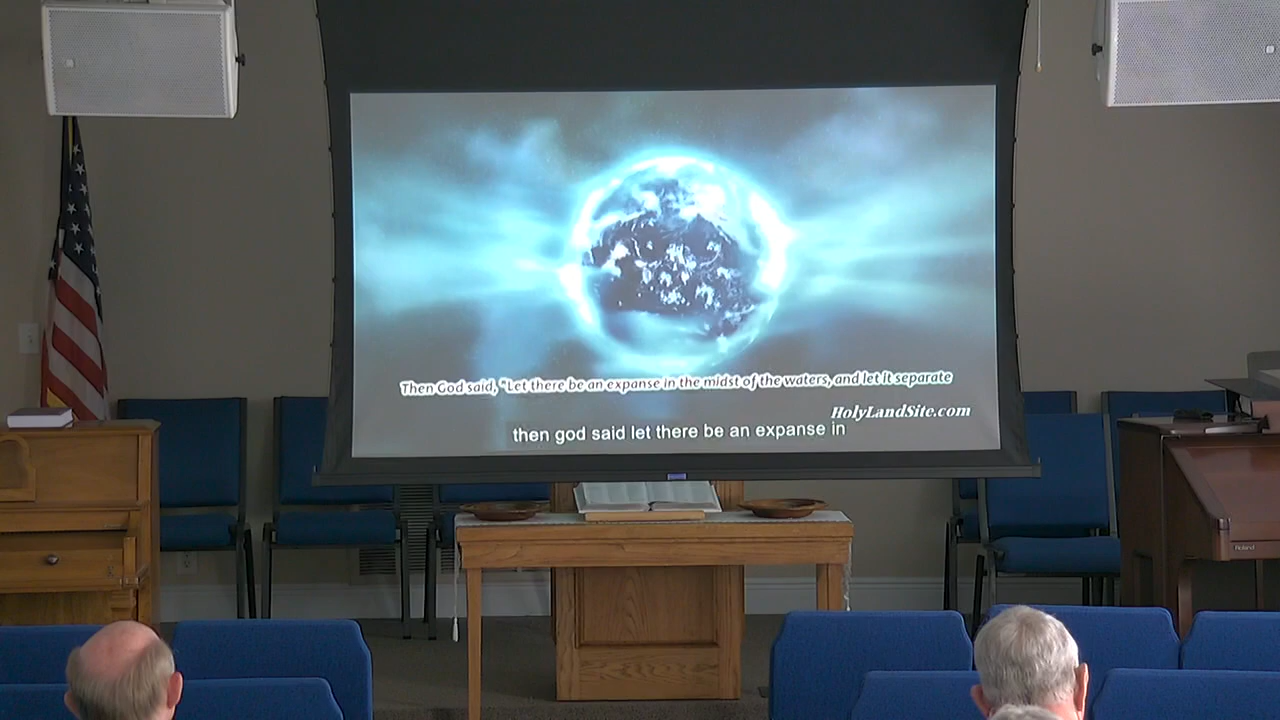 Then God said, "Let there be an expanse in the midst of the waters, and let it separate
HolyLandSite.com
then god said let there be an expanse in
Roland